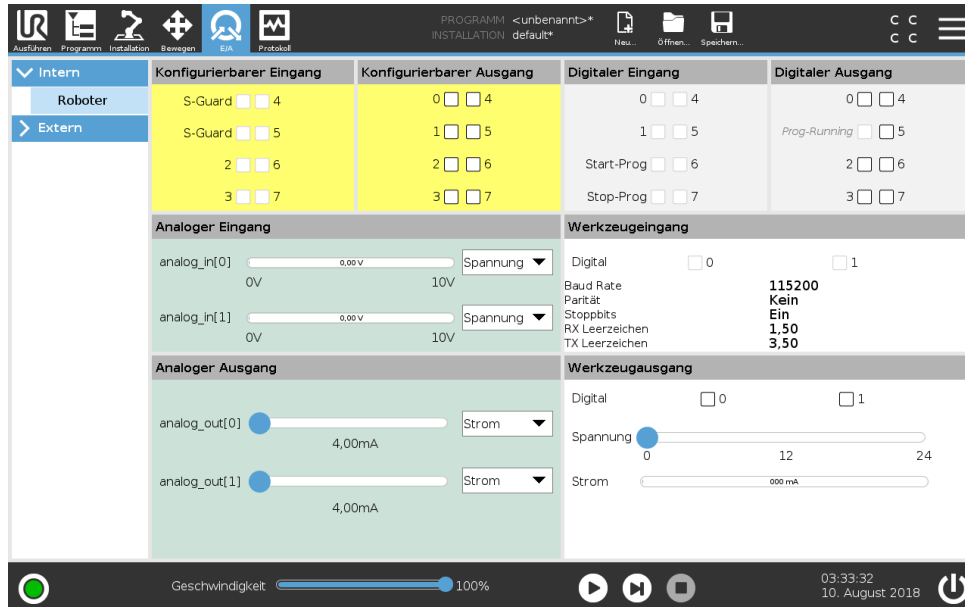 PROGRAMM <unbenannt>*
INSTALLATION default*
UR
Ausführen Programm Installation Bewegen E/A Protokoll
Neu... Öffnen... Speichern...
C C
C C
Intern
Roboter
Extern
Konfigurierbarer Eingang
S-Guard 4
S-Guard 5
2 6
3 7
Konfigurierbarer Ausgang
0 4
1 5
2 6
3 7
Digitaler Eingang
0 4
1 5
Start-Prog 6
Stop-Prog 7
Digitaler Ausgang
0 4
Prog-Running 5
2 6
3 7
Analoger Eingang
analog_in[0] 0,00 V Spannung
0V 10V
analog_in[1] 0,00 V Spannung
0V 10V
Werkzeugeingang
Digital 0 1
Baud Rate 115200
Parität Kein
Stoppbits Ein
RX Leerzeichen 1,50
TX Leerzeichen 3,50
Analoger Ausgang
analog_out[0] Strom
4,00mA
analog_out[1] Strom
4,00mA
Werkzeugausgang
Digital 0 1
Spannung
0 12 24
Strom 000 mA
Geschwindigkeit 100%
03:33:32
10. August 2018